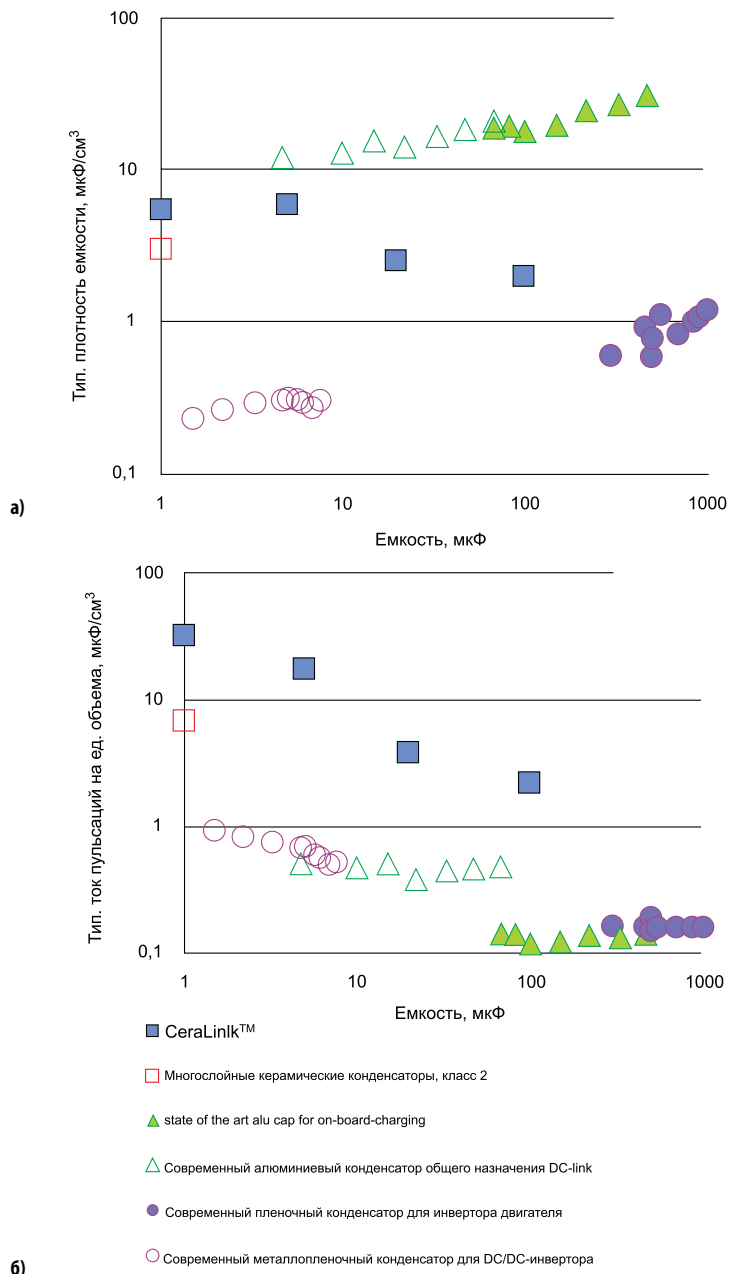 100
10
1
0,1
Тип. плотность емкости, мкФ/см³
1
10
100
1000
Емкость, мкФ
а)
100
10
1
0,1
Тип. ток пульсаций на ед. объема, мкФ/см³
1
10
100
1000
Емкость, мкФ
CeraLinlk™
Многослойные керамические конденсаторы, класс 2
state of the art alu cap for on-board-charging
Современный алюминиевый конденсатор общего назначения DC-link
Современный пленочный конденсатор для инвертора двигателя
Современный металлопленочный конденсатор для DC/DC-инвертора
б)